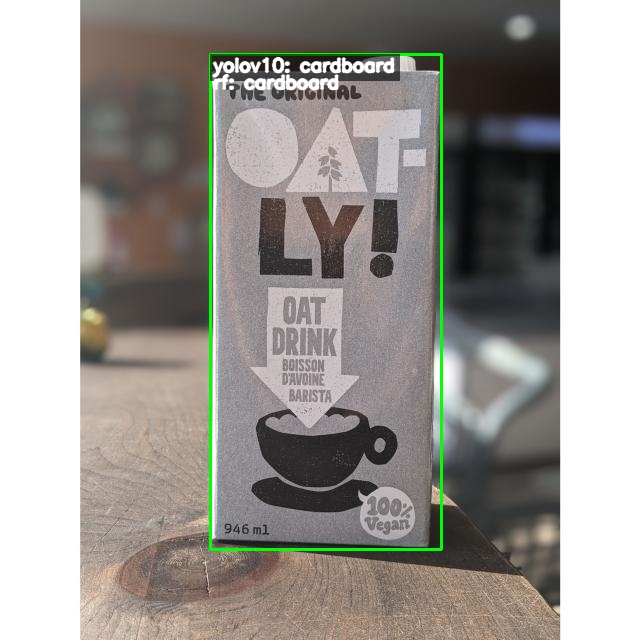 yolov10: cardboard
rf: cardboard
THE ORIGINAL
OAT-
LY!
OAT
DRINK
BOISSON
D'AVOINE
BARISTA
100%
Vegan
946 ml